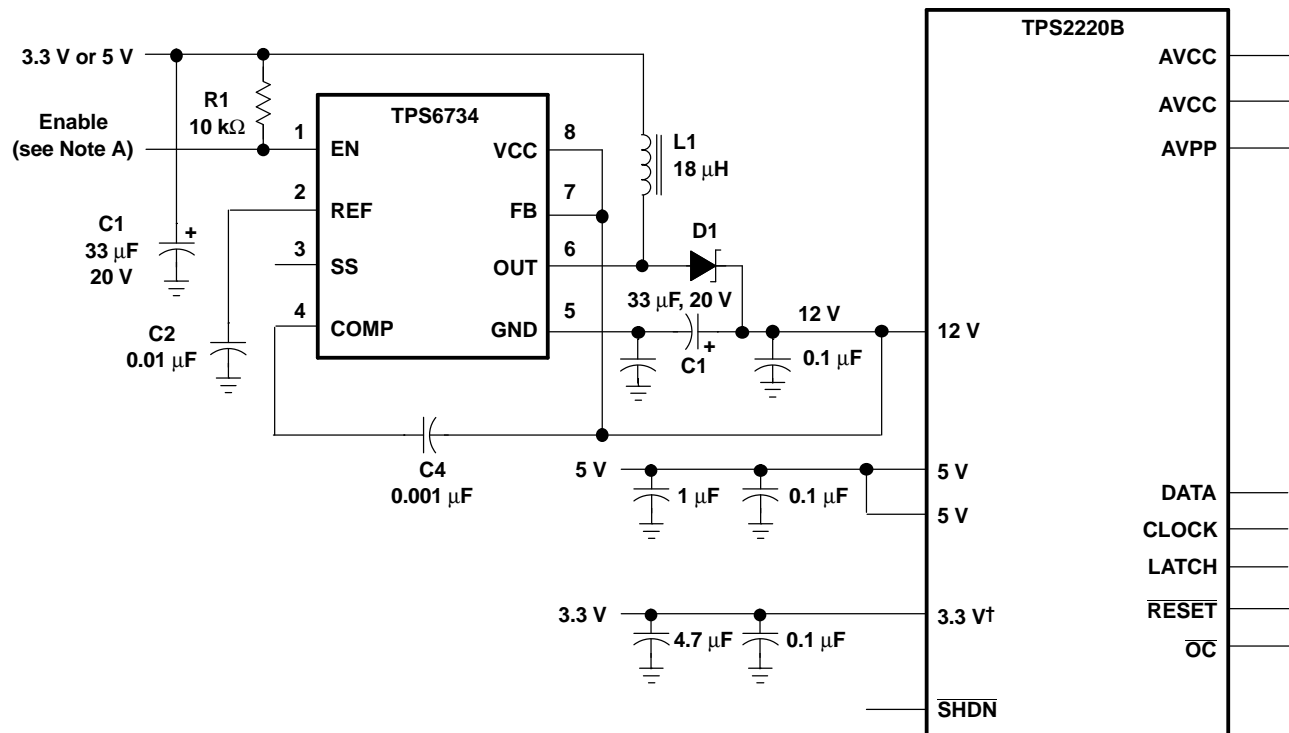 TPS2220B
3.3 V or 5 V
AVCC
R1
10 kΩ
TPS6734
AVCC
Enable
(see Note A)
1
EN
VCC
8
L1
18 μH
AVPP
2
REF
FB
7
C1
33 μF
20 V
3
SS
OUT
6
D1
33 μF, 20 V
4
COMP
GND
5
12 V
12 V
C2
0.01 μF
C1
+
+
0.1 μF
C4
0.001 μF
5 V
5 V
1 μF
0.1 μF
5 V
DATA
CLOCK
LATCH
3.3 V
3.3 V†
RESET
4.7 μF
0.1 μF
OC
SHDN